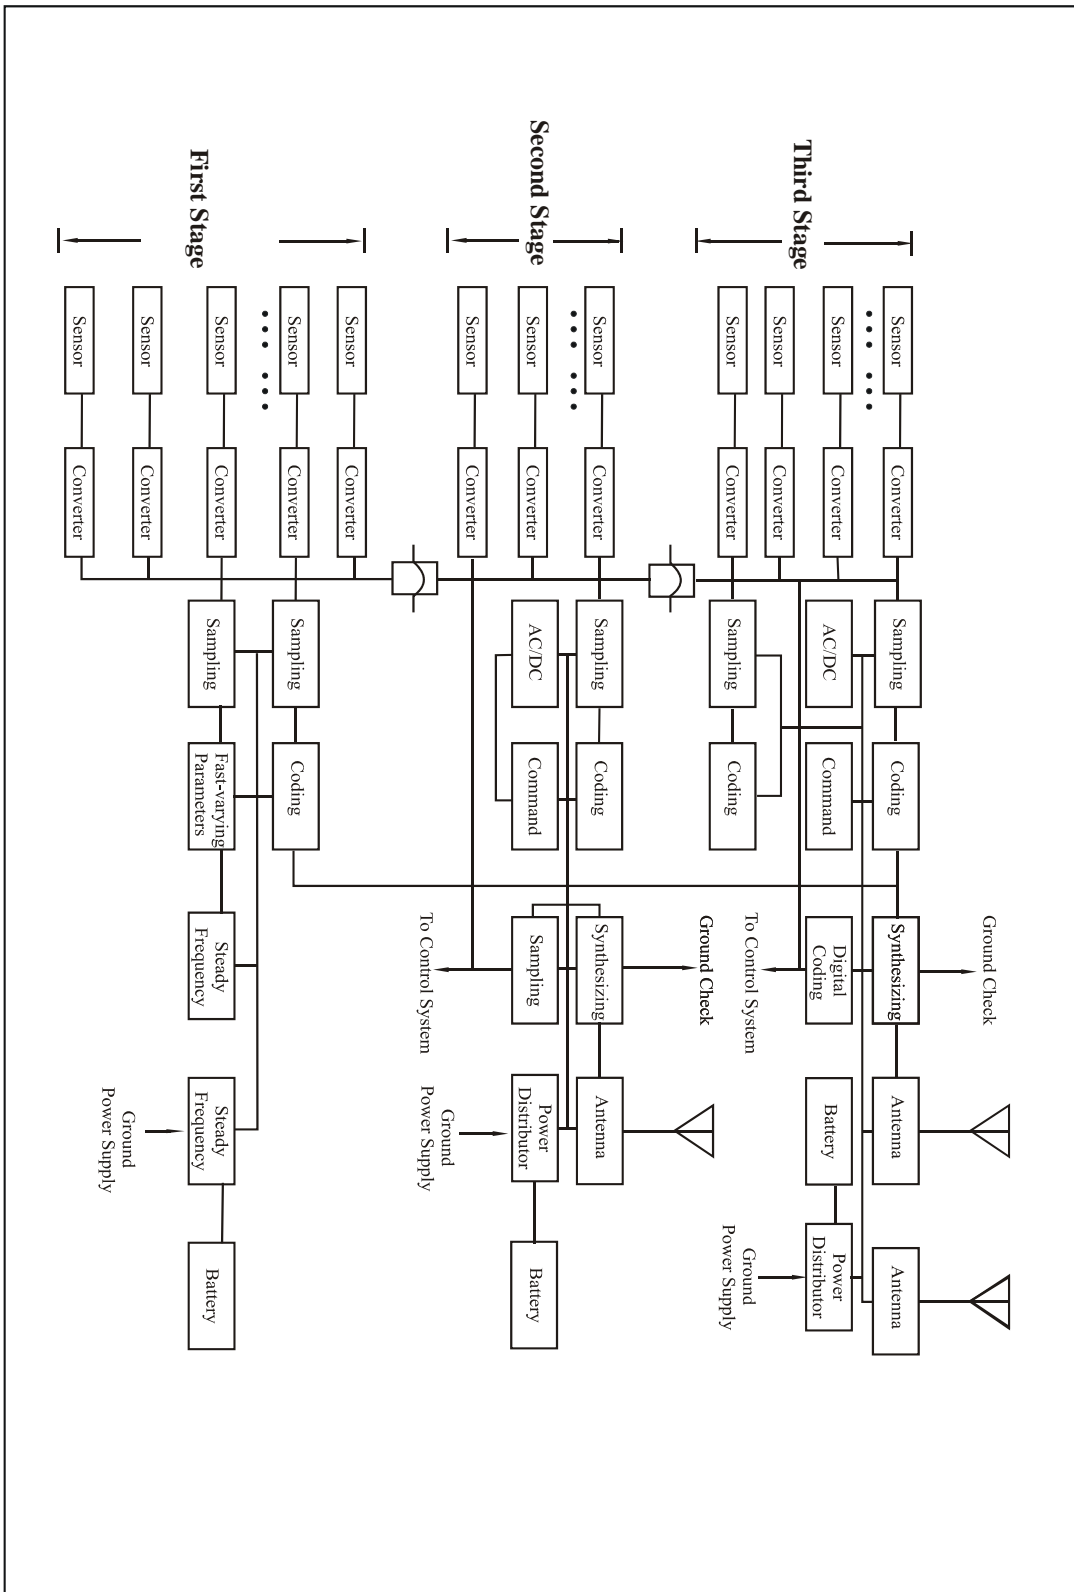 Third Stage
Sensor
Sensor
Sensor
Sensor
Converter
Converter
Converter
Converter
Sampling
AC/DC
Sampling
Coding
Command
Coding
Ground Check
Synthesizing
Digital
Coding
To Control System
Antenna
Battery
Antenna
Power
Distributor
Ground
Power Supply
Second Stage
Sensor
Sensor
Sensor
Converter
Converter
Converter
Sampling
AC/DC
Coding
Command
Ground Check
Synthesizing
Sampling
To Control System
Antenna
Power
Distributor
Ground
Power Supply
Battery
First Stage
Sensor
Sensor
Sensor
Sensor
Sensor
Converter
Converter
Converter
Converter
Converter
Sampling
Sampling
Coding
Fast-varying
Parameters
Steady
Frequency
Steady
Frequency
Ground
Power Supply
Battery